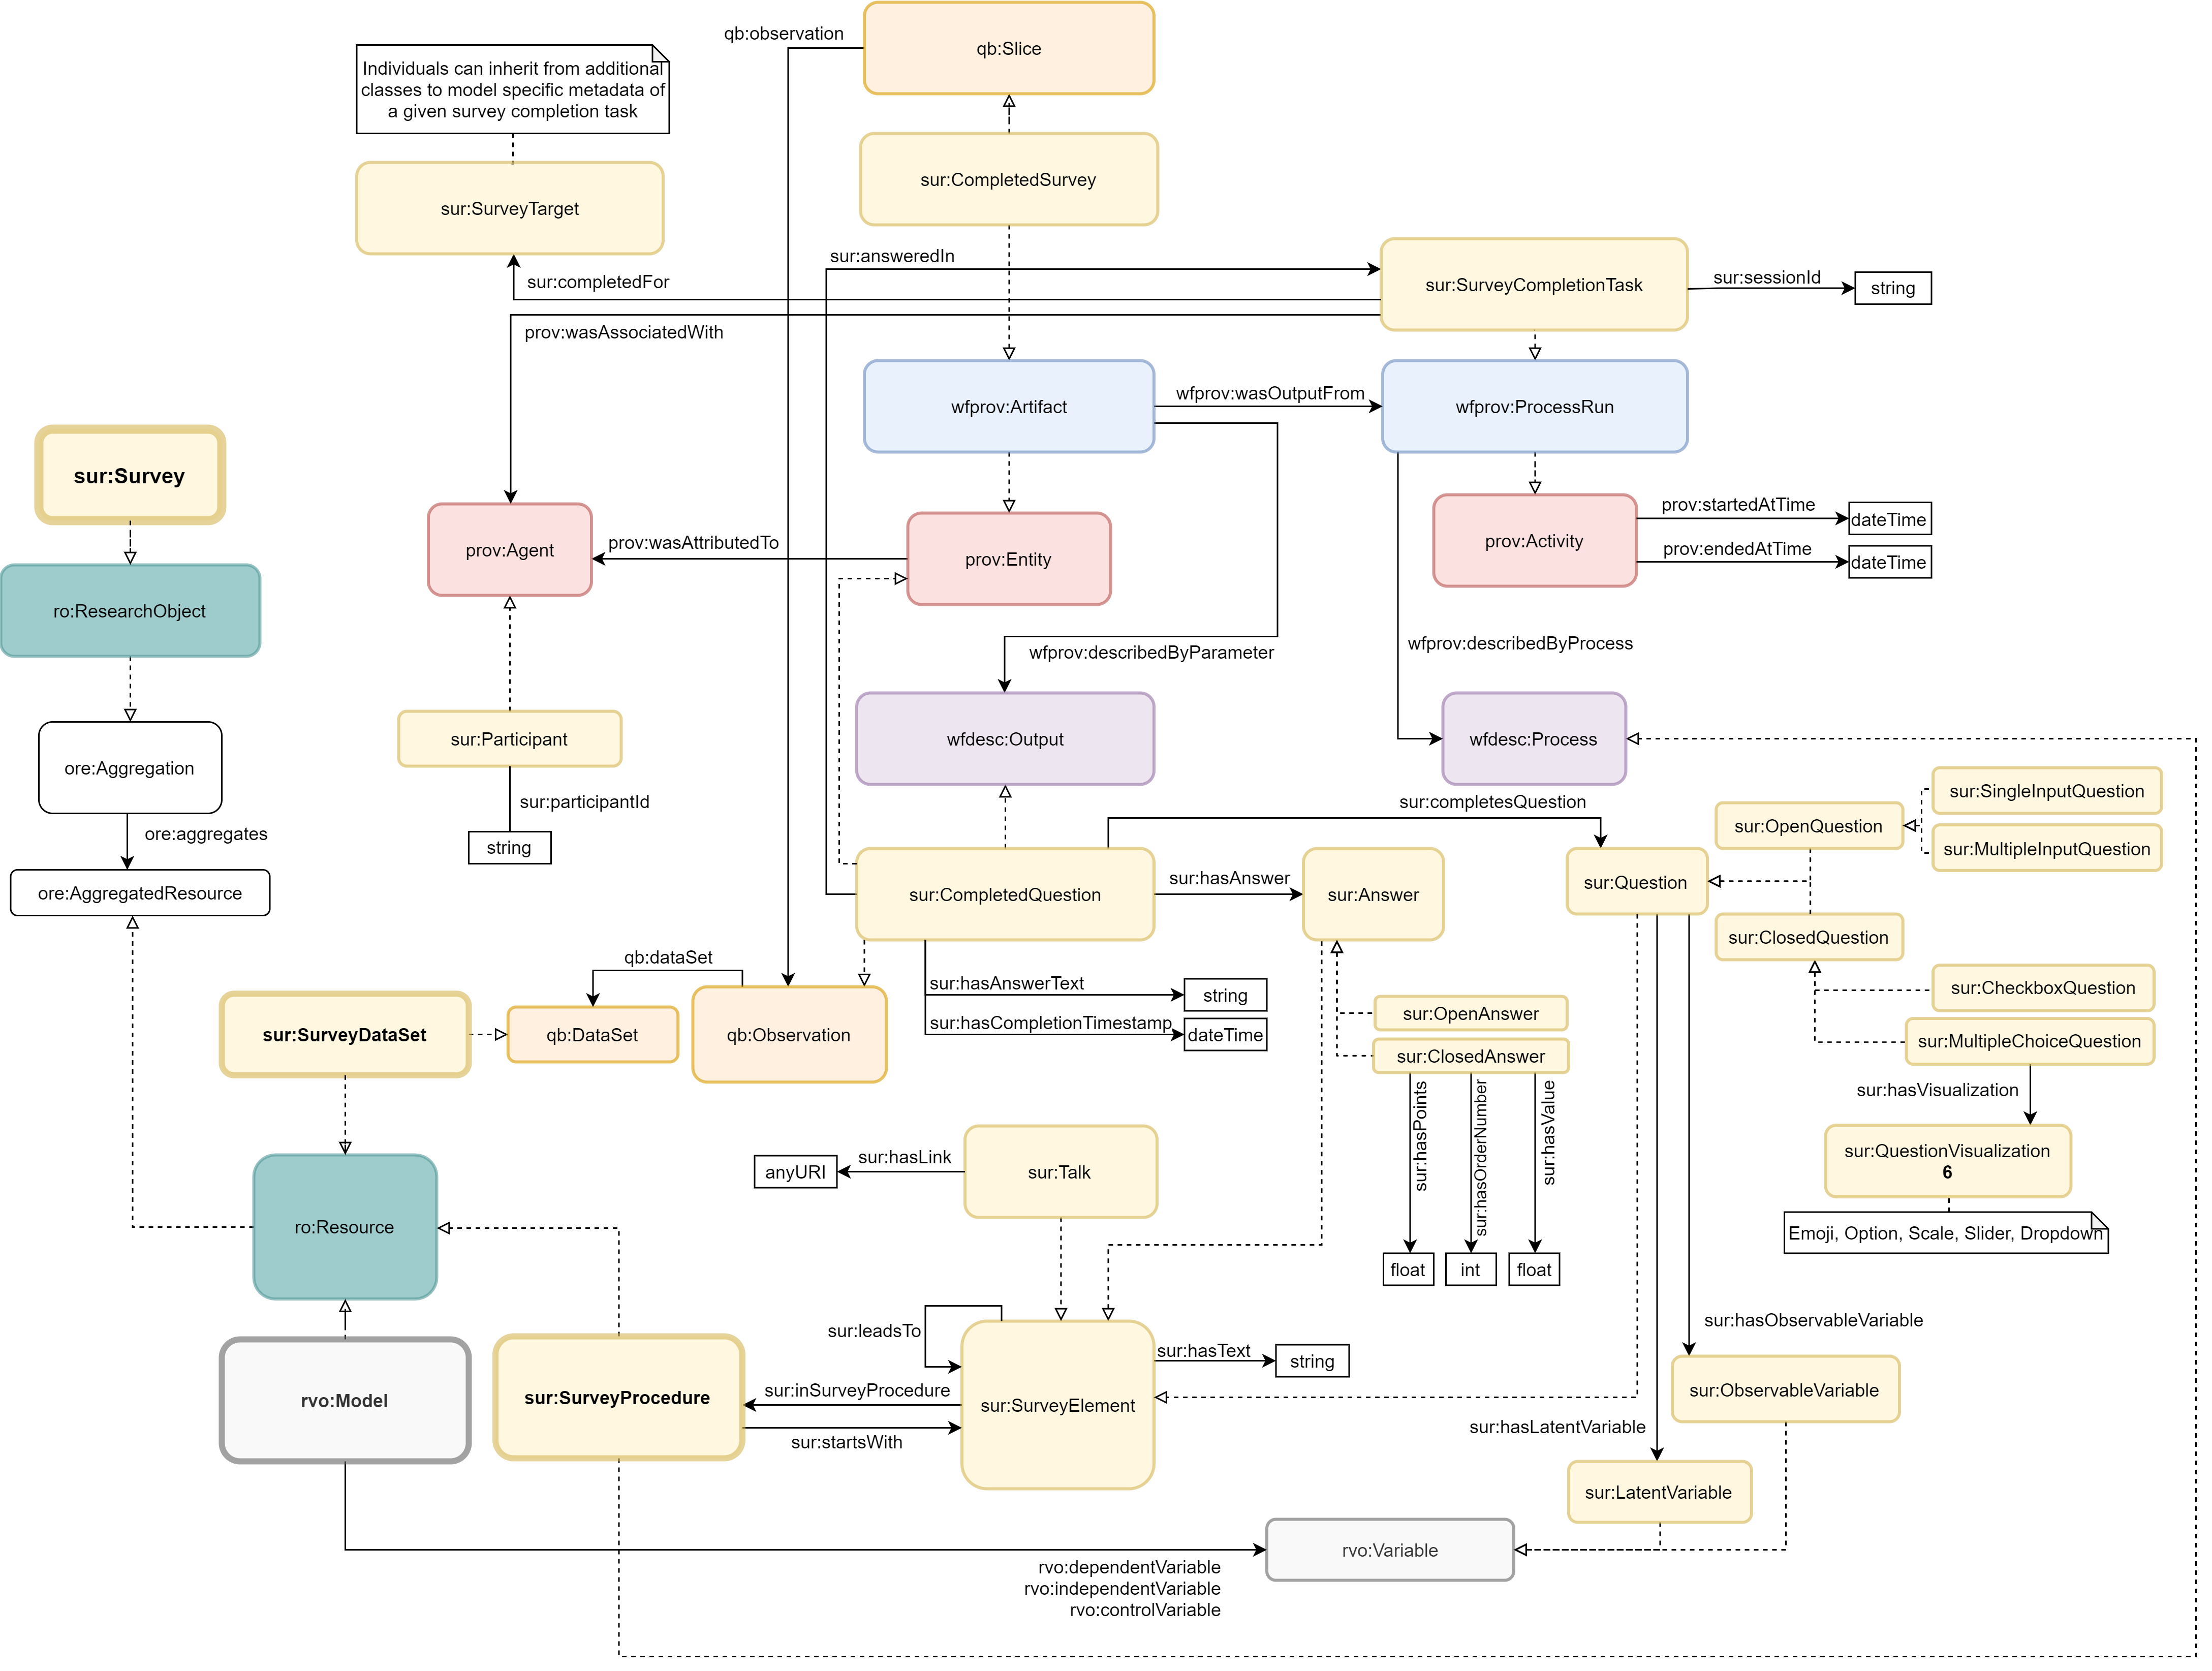 qb:observation
qb:Slice
Individuals can inherit from additional
classes to model specific metadata of
a given survey completion task
sur:CompletedSurvey
sur:SurveyTarget
sur:answeredIn
sur:completedFor
sur:SurveyCompletionTask
sur:sessionId
string
prov:wasAssociatedWith
wfprov:Artifact
wfprov:wasOutputFrom
wfprov:ProcessRun
sur:Survey
prov:startedAtTime
dateTime
prov:Agent
prov:wasAttributedTo
prov:Entity
prov:Activity
prov:endedAtTime
dateTime
ro:ResearchObject
wfprov:describedByParameter
wfprov:describedByProcess
sur:Participant
wfdesc:Output
wfdesc:Process
ore:Aggregation
sur:participantId
sur:completesQuestion
sur:SingleInputQuestion
sur:OpenQuestion
sur:MultipleInputQuestion
ore:aggregates
string
ore:AggregatedResource
sur:CompletedQuestion
sur:hasAnswer
sur:Answer
sur:Question
sur:ClosedQuestion
qb:dataSet
sur:hasAnswerText
string
sur:CheckboxQuestion
sur:OpenAnswer
sur:SurveyDataSet
qb:DataSet
qb:Observation
sur:hasCompletionTimestamp
dateTime
sur:ClosedAnswer
sur:MultipleChoiceQuestion
sur:hasVisualization
sur:hasPoints
sur:hasOrderNumber
sur:hasValue
anyURI
sur:hasLink
sur:Talk
sur:QuestionVisualization
6
ro:Resource
Emoji, Option, Scale, Slider, Dropdown
float
int
float
sur:leadsTo
sur:hasText
string
sur:hasObservableVariable
rvo:Model
sur:SurveyProcedure
sur:inSurveyProcedure
sur:SurveyElement
sur:ObservableVariable
sur:startsWith
sur:hasLatentVariable
sur:LatentVariable
rvo:Variable
rvo:dependentVariable
rvo:independentVariable
rvo:controlVariable